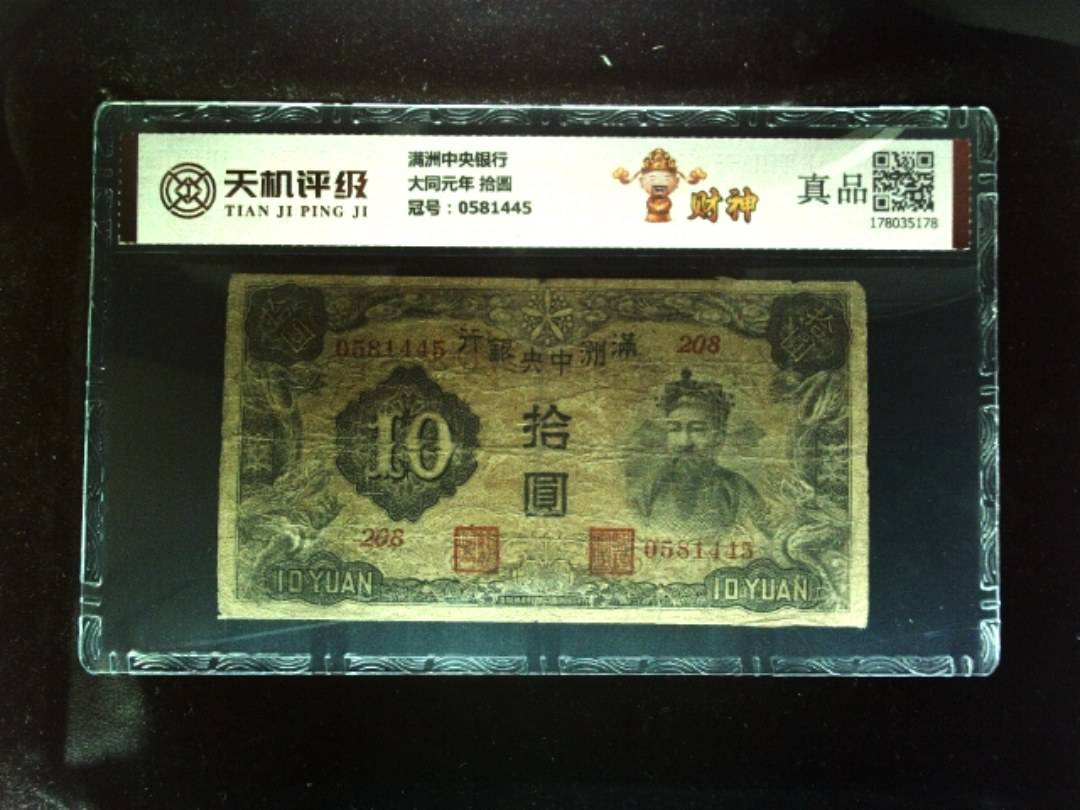 天机评级
TIAN JI PING JI
满洲中央银行
大同元年 拾圆
冠号：0581445
财神
真品
178035178
0581445
行銀央中洲滿
208
10
拾
圓
208
0581445
10 YUAN
10 YUAN